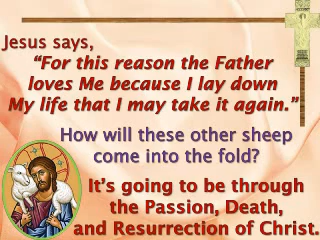 Jesus says,
“For this reason the Father
loves Me because I lay down
My life that I may take it again.”
How will these other sheep
come into the fold?
It’s going to be through
the Passion, Death,
and Resurrection of Christ.